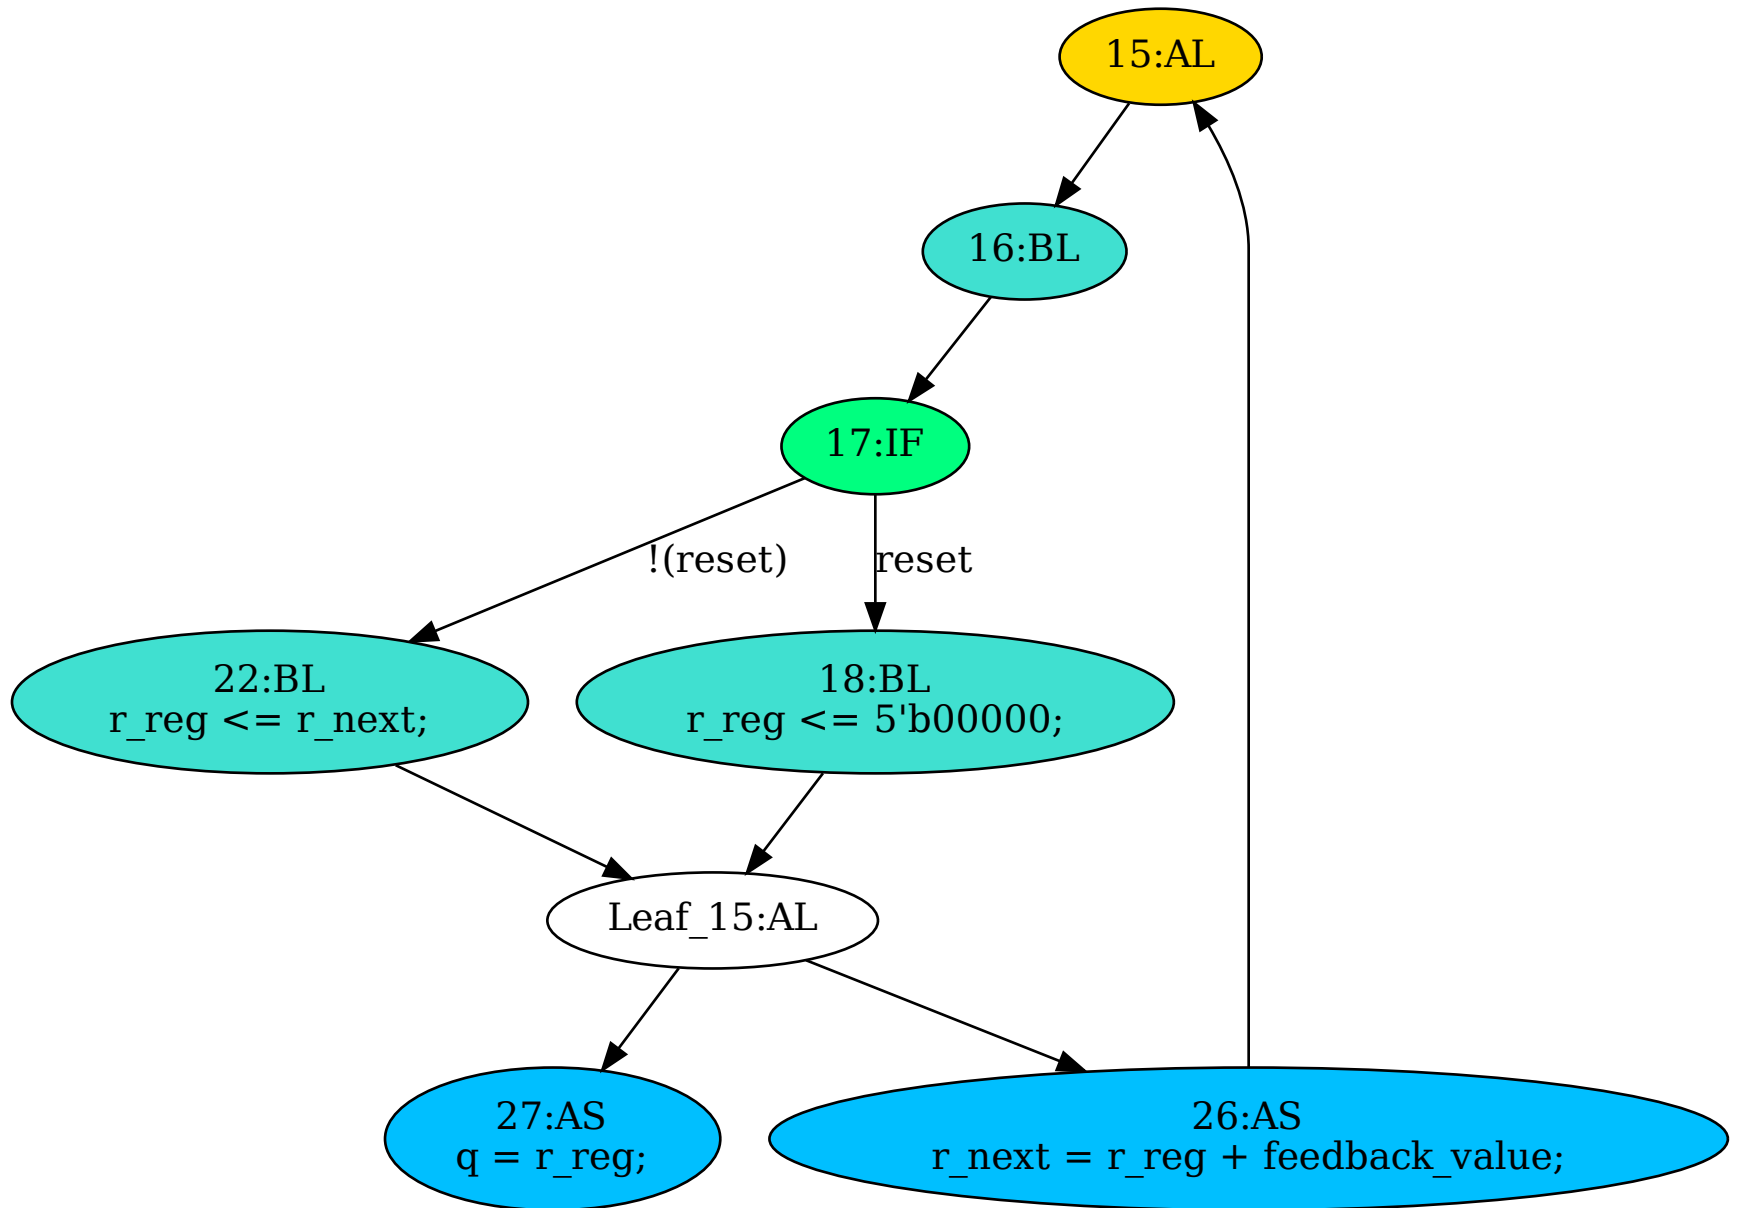 15:AL
16:BL
17:IF
!(reset)
reset
22:BL
r_reg <= r_next;
18:BL
r_reg <= 5'b00000;
Leaf_15:AL
27:AS
q = r_reg;
26:AS
r_next = r_reg + feedback_value;